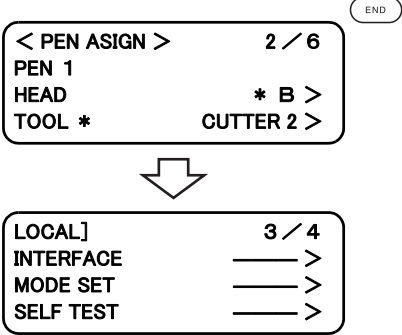 END
< PEN ASIGN > 2/6
PEN 1
HEAD * B >
TOOL * CUTTER 2 >
LOCAL] 3/4
INTERFACE ——— >
MODE SET ——— >
SELF TEST ——— >